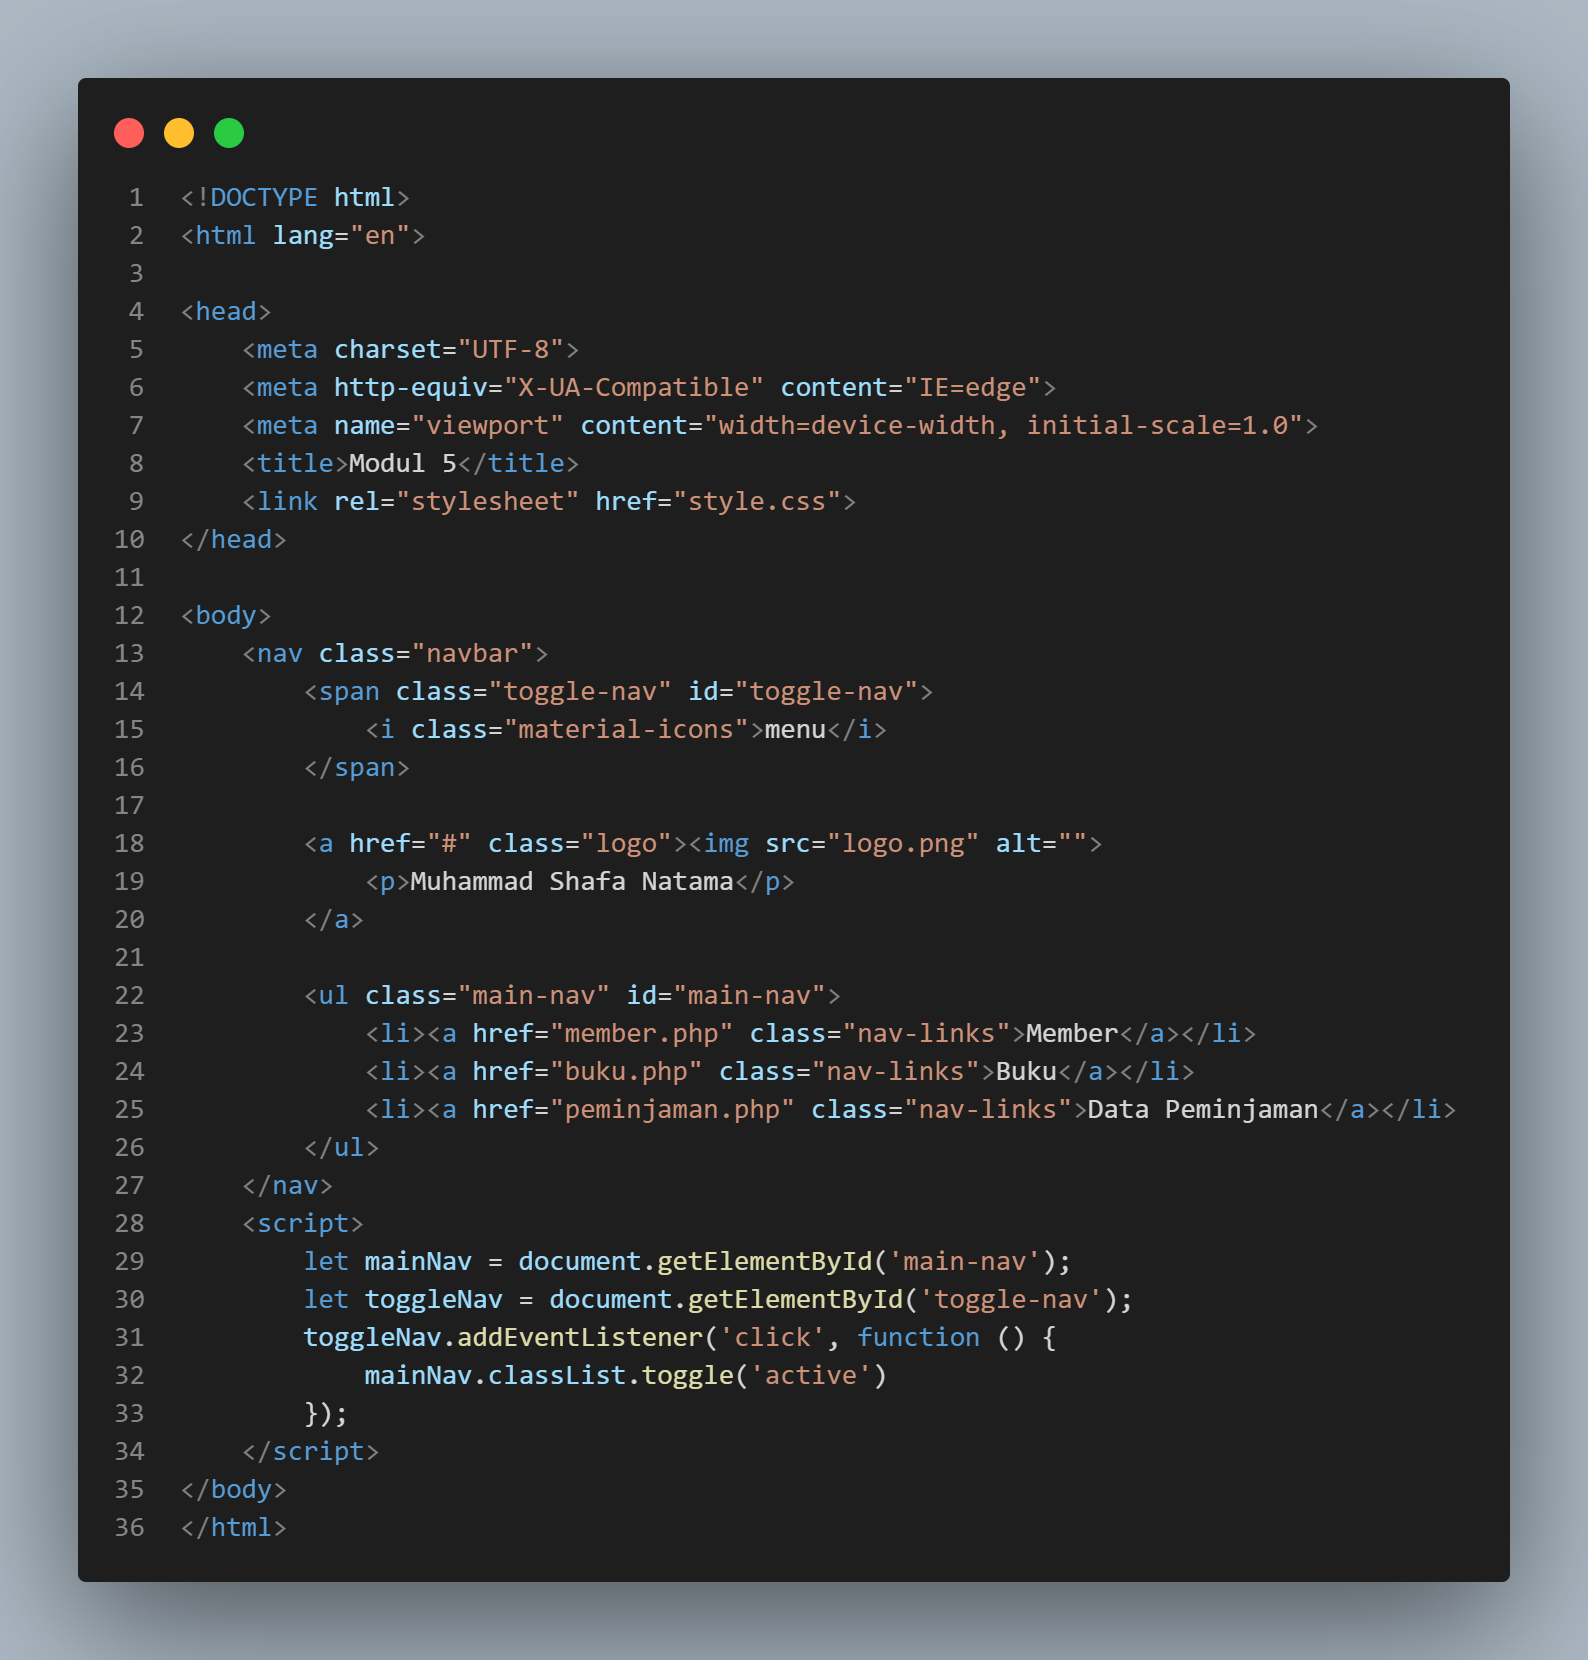 1 <!DOCTYPE html>
2 <html lang="en">
3
4 <head>
5     <meta charset="UTF-8">
6     <meta http-equiv="X-UA-Compatible" content="IE=edge">
7     <meta name="viewport" content="width=device-width, initial-scale=1.0">
8     <title>Modul 5</title>
9     <link rel="stylesheet" href="style.css">
10 </head>
11
12 <body>
13     <nav class="navbar">
14         <span class="toggle-nav" id="toggle-nav">
15             <i class="material-icons">menu</i>
16         </span>
17
18         <a href="#" class="logo"><img src="logo.png" alt="">
19             <p>Muhammad Shafa Natama</p>
20         </a>
21
22         <ul class="main-nav" id="main-nav">
23             <li><a href="member.php" class="nav-links">Member</a></li>
24             <li><a href="buku.php" class="nav-links">Buku</a></li>
25             <li><a href="peminjaman.php" class="nav-links">Data Peminjaman</a></li>
26         </ul>
27     </nav>
28     <script>
29         let mainNav = document.getElementById('main-nav');
30         let toggleNav = document.getElementById('toggle-nav');
31         toggleNav.addEventListener('click', function () {
32             mainNav.classList.toggle('active')
33         });
34     </script>
35 </body>
36 </html>